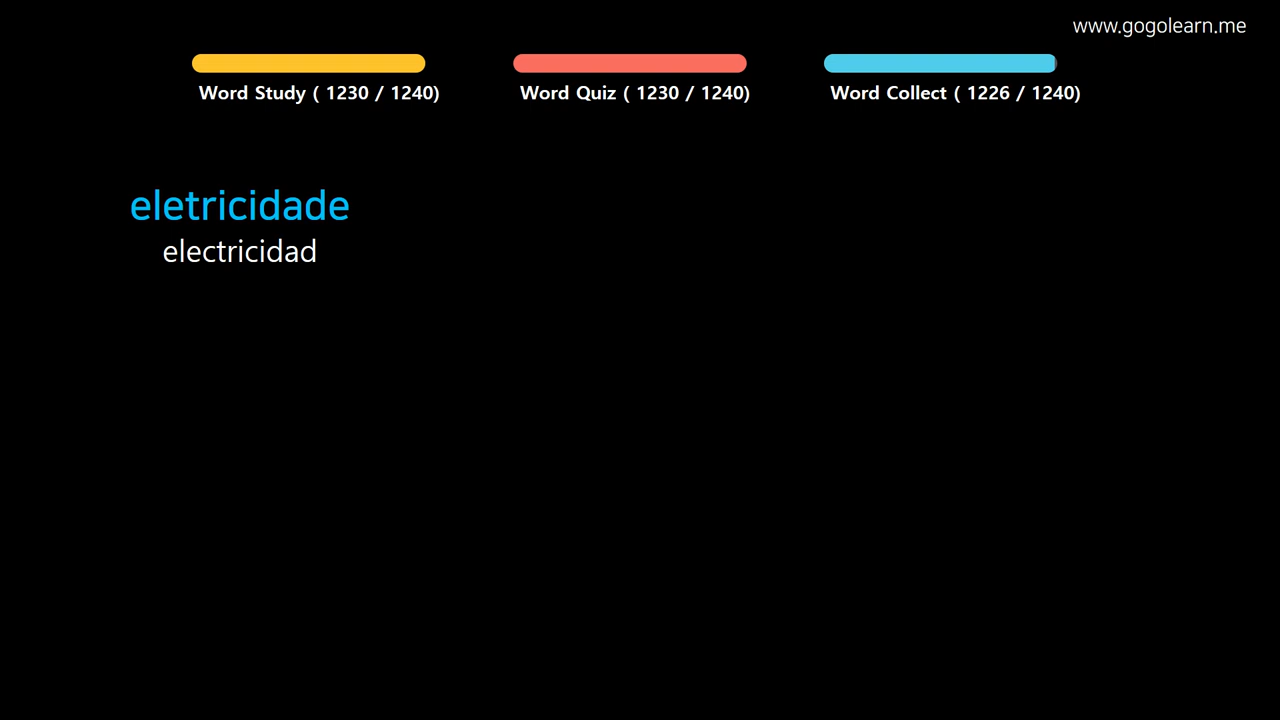 www.gogolearn.me
Word Study ( 1230 / 1240)
Word Quiz ( 1230 / 1240)
Word Collect ( 1226 / 1240)
eletricidade
electricidad